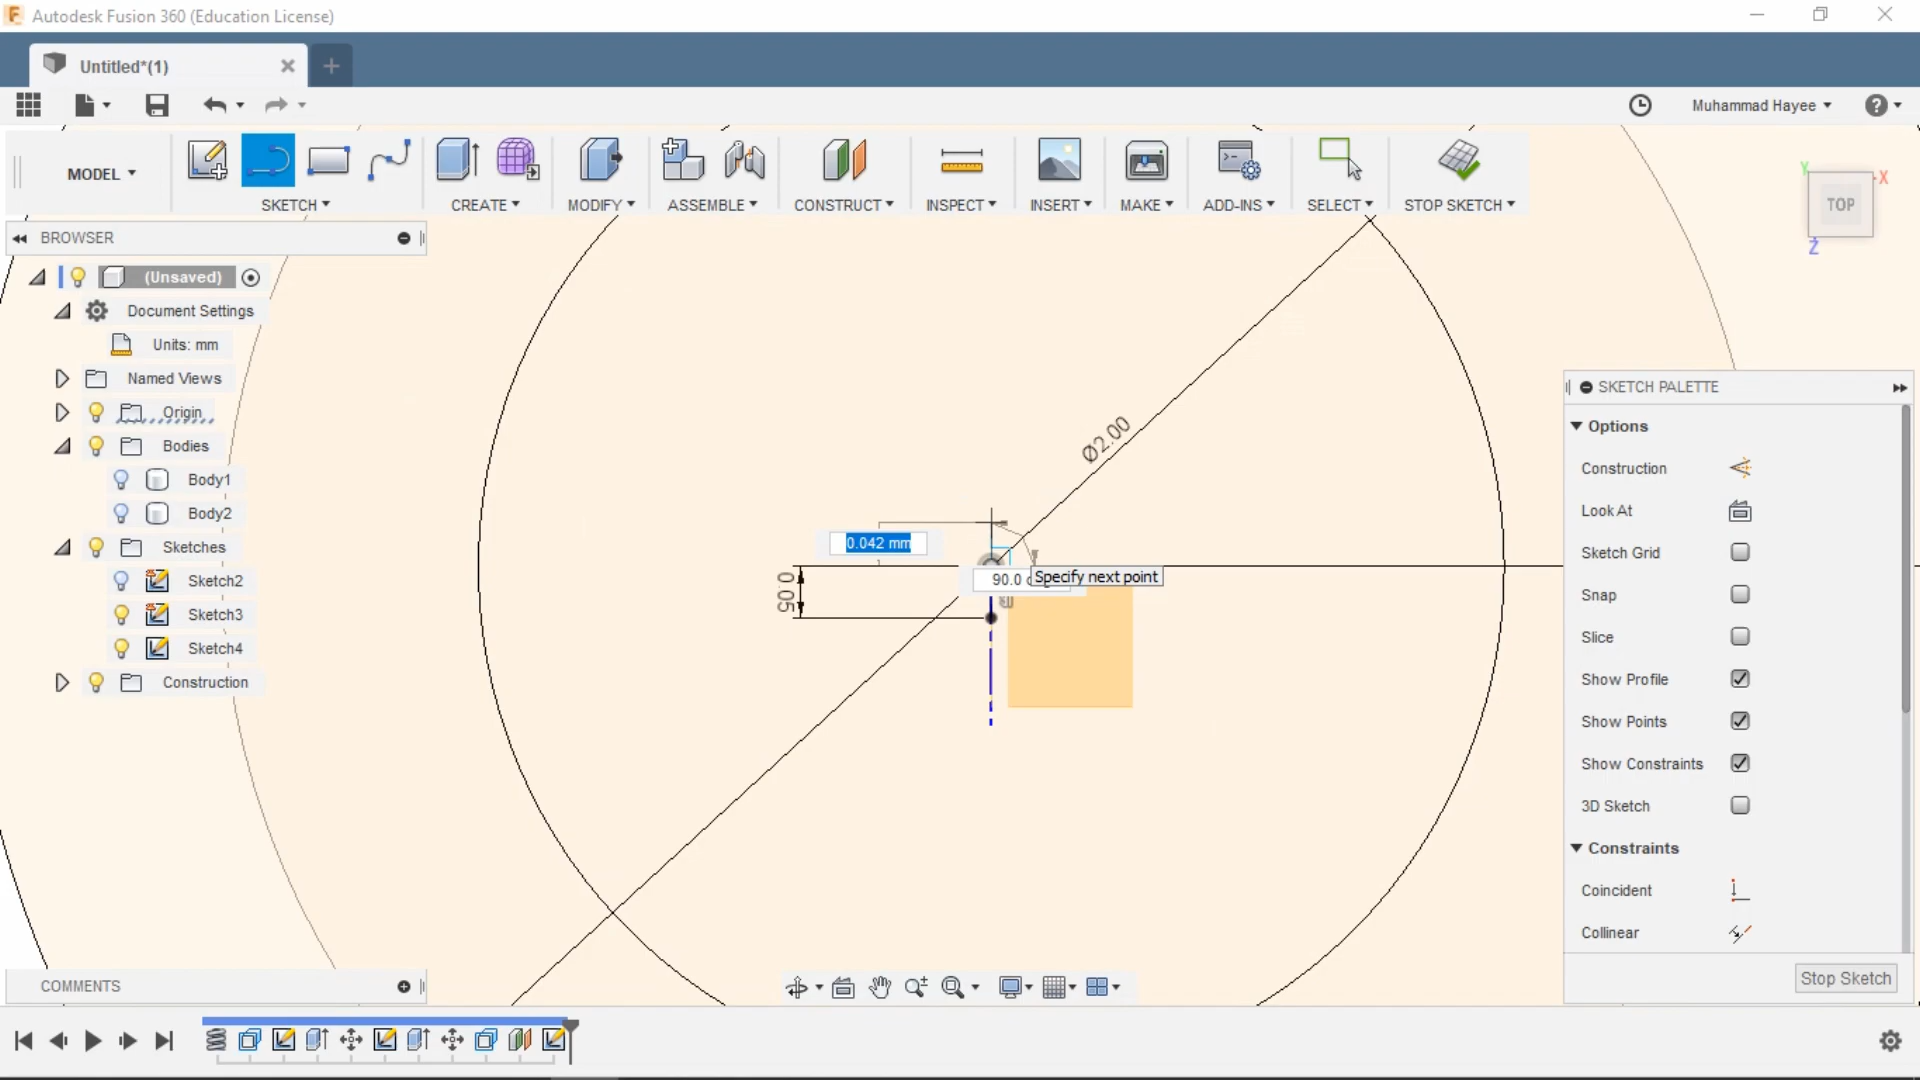 Autodesk Fusion 360 (Education License)
Untitled*(1)
Muhammad Hayee
MODEL
SKETCH
CREATE
MODIFY
ASSEMBLE
CONSTRUCT
INSPECT
INSERT
MAKE
ADD-INS
SELECT
STOP SKETCH
Y
X
TOP
Z
BROWSER
(Unsaved)
Document Settings
Units: mm
Named Views
Origin
Bodies
Body1
Body2
Sketches
Sketch2
Sketch3
Sketch4
Construction
Ø2.00
0.042 mm
0.05
90.0
Specify next point
SKETCH PALETTE
Options
Construction
Look At
Sketch Grid
Snap
Slice
Show Profile
Show Points
Show Constraints
3D Sketch
Constraints
Coincident
Collinear
Stop Sketch
COMMENTS